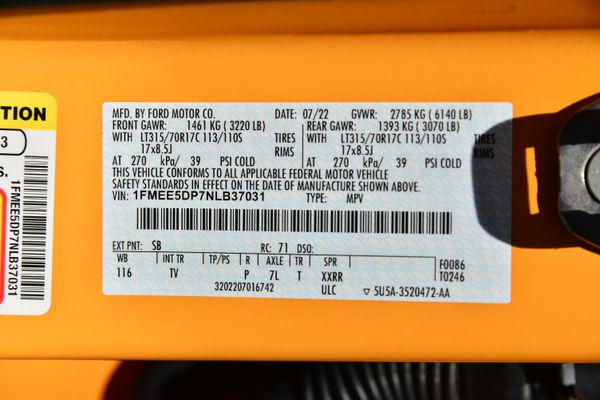 TION
3
S.
1FMEE5DP7NLB37031
MFD. BY FORD MOTOR CO. DATE: 07/22 GVWR: 2785 KG ( 6140 LB)
FRONT GAWR: 1461 KG ( 3220 LB) REAR GAWR: 1393 KG ( 3070 LB)
WITH LT315/70R17C 113/110S TIRES WITH LT315/70R17C 113/110S TIRES
17x8.5J RIMS 17x8.5J RIMS
AT 270 kPa/ 39 PSI COLD AT 270 kPa/ 39 PSI COLD
THIS VEHICLE CONFORMS TO ALL APPLICABLE FEDERAL MOTOR VEHICLE
SAFETY STANDARDS IN EFFECT ON DATE OF MANUFACTURE SHOWN ABOVE.
VIN: 1FMEE5DP7NLB37031 TYPE: MPV
EXT PNT: SB RC: 71 DSO: F0086
WB INT TR TP/PS R AXLE TR SPR T0246
116 TV P 7L T XXRR
3202207016742 ULC ▽ 5U5A-3520472-AA